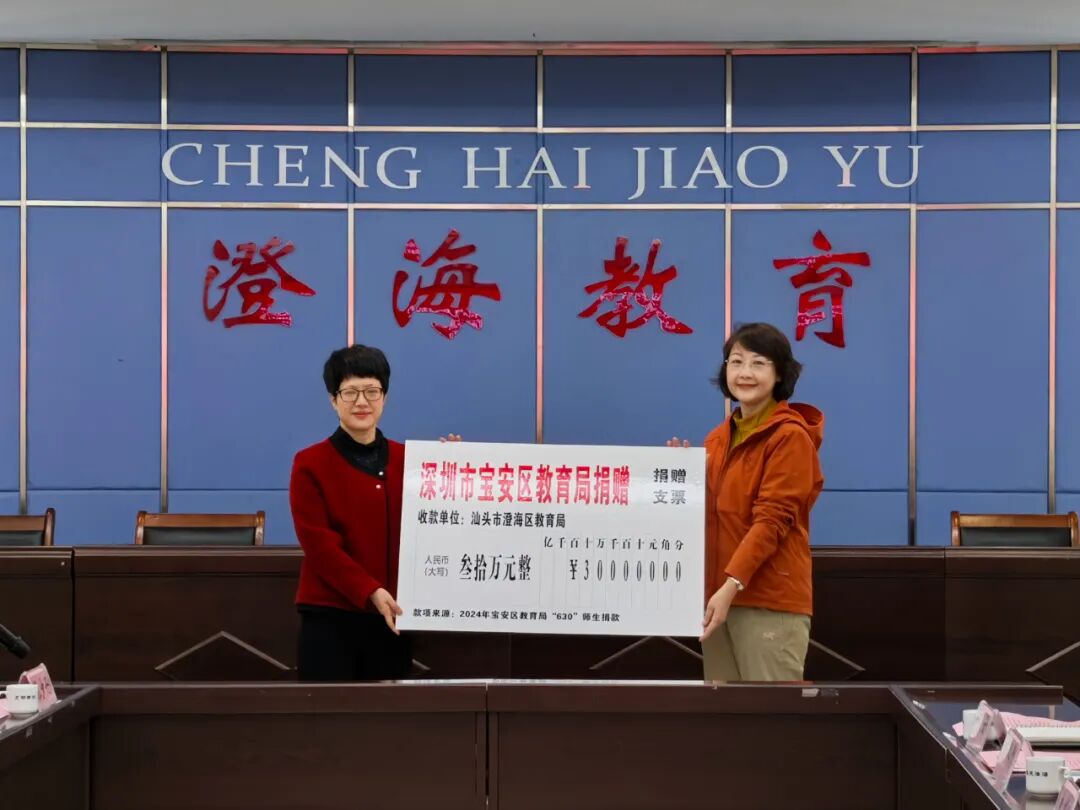 CHENG HAI JIAO YU
澄海教育
深圳市宝安区教育局捐赠
捐赠
支票
收款单位：汕头市澄海区教育局
亿千百十万千百十元角分
人民币
（大写）
叁拾万元整
¥30000000
款项来源：2024年宝安区教育局“630”师生捐款